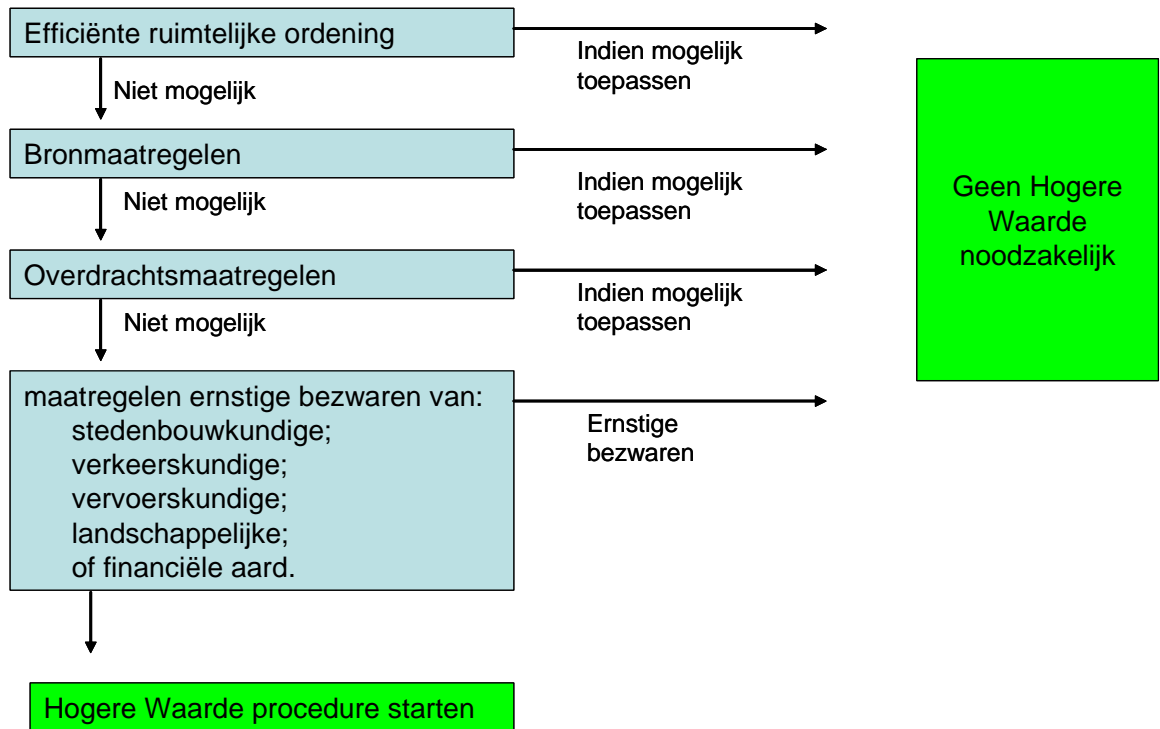 Efficiënte ruimtelijke ordening
Indien mogelijk
toepassen
Niet mogelijk
Bronmaatregelen
Indien mogelijk
toepassen
Niet mogelijk
Overdrachtsmaatregelen
Indien mogelijk
toepassen
Niet mogelijk
maatregelen ernstige bezwaren van:
stedenbouwkundige;
verkeerskundige;
vervoerskundige;
landschappelijke;
of financiële aard.
Ernstige
bezwaren
Geen Hogere
Waarde
noodzakelijk
Hogere Waarde procedure starten